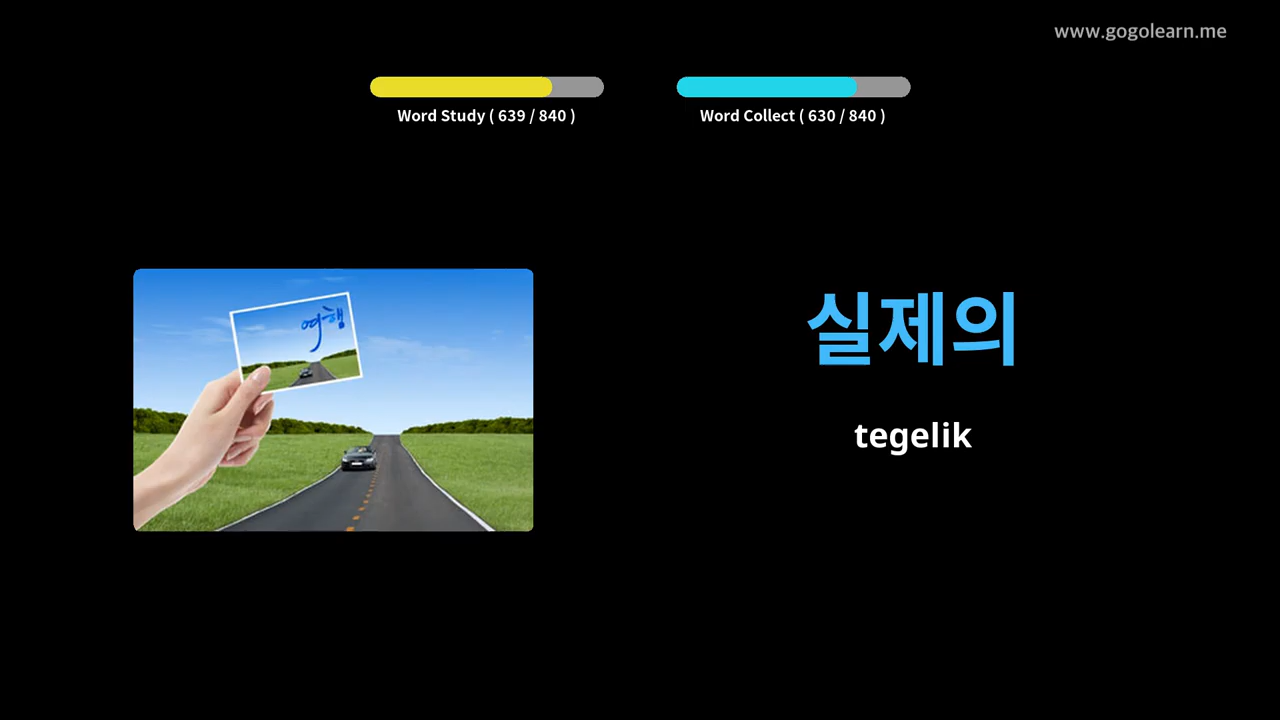 www.gogolearn.me
Word Study ( 639 / 840 )
Word Collect ( 630 / 840 )
여행
실제의
tegelik